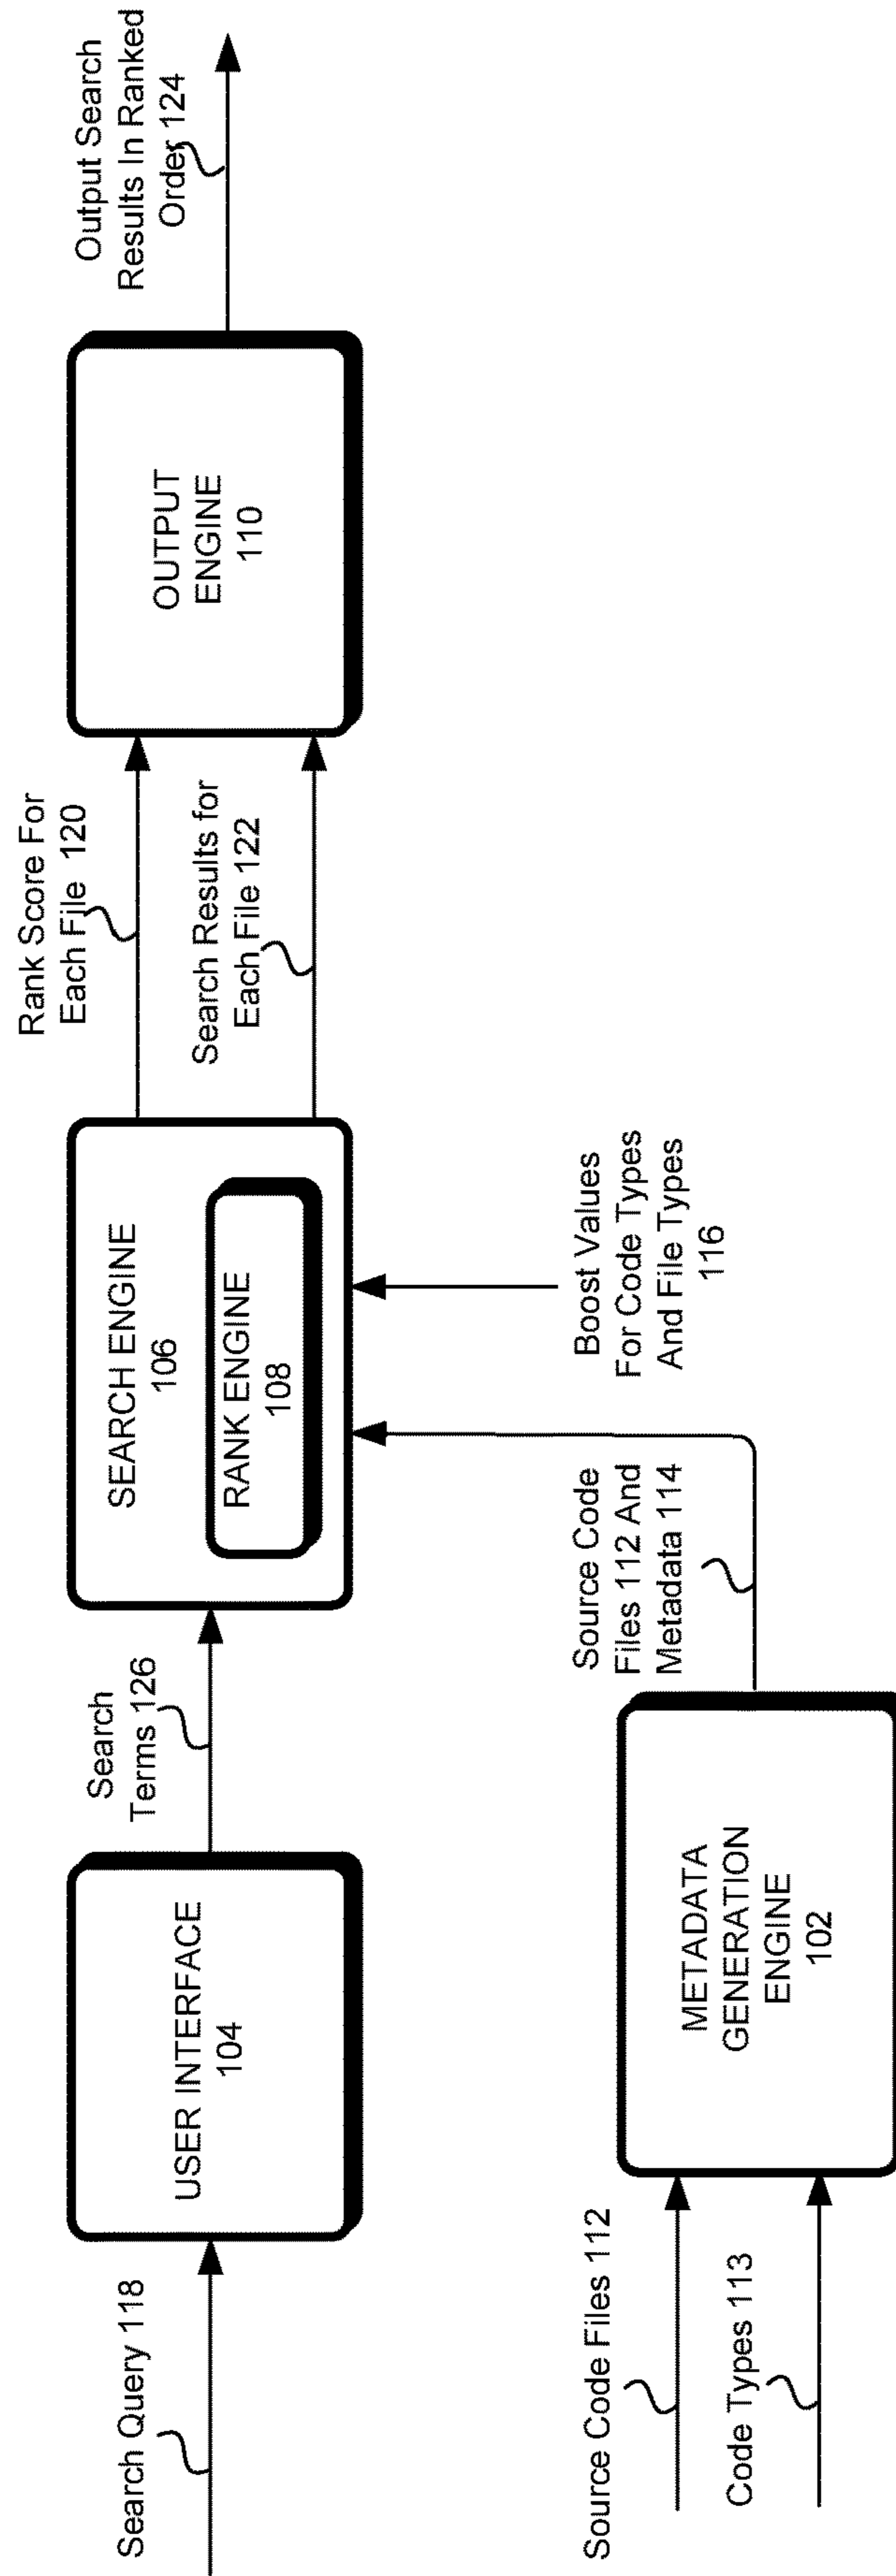 Search Query 118
USER INTERFACE
104
Search
Terms 126
SEARCH ENGINE
106
RANK ENGINE
108
Rank Score For
Each File 120
Search Results for
Each File 122
OUTPUT
ENGINE
110
Output Search
Results In Ranked
Order 124
Source Code Files 112
Code Types 113
METADATA
GENERATION
ENGINE
102
Source Code
Files 112 And
Metadata 114
Boost Values
For Code Types
And File Types
116